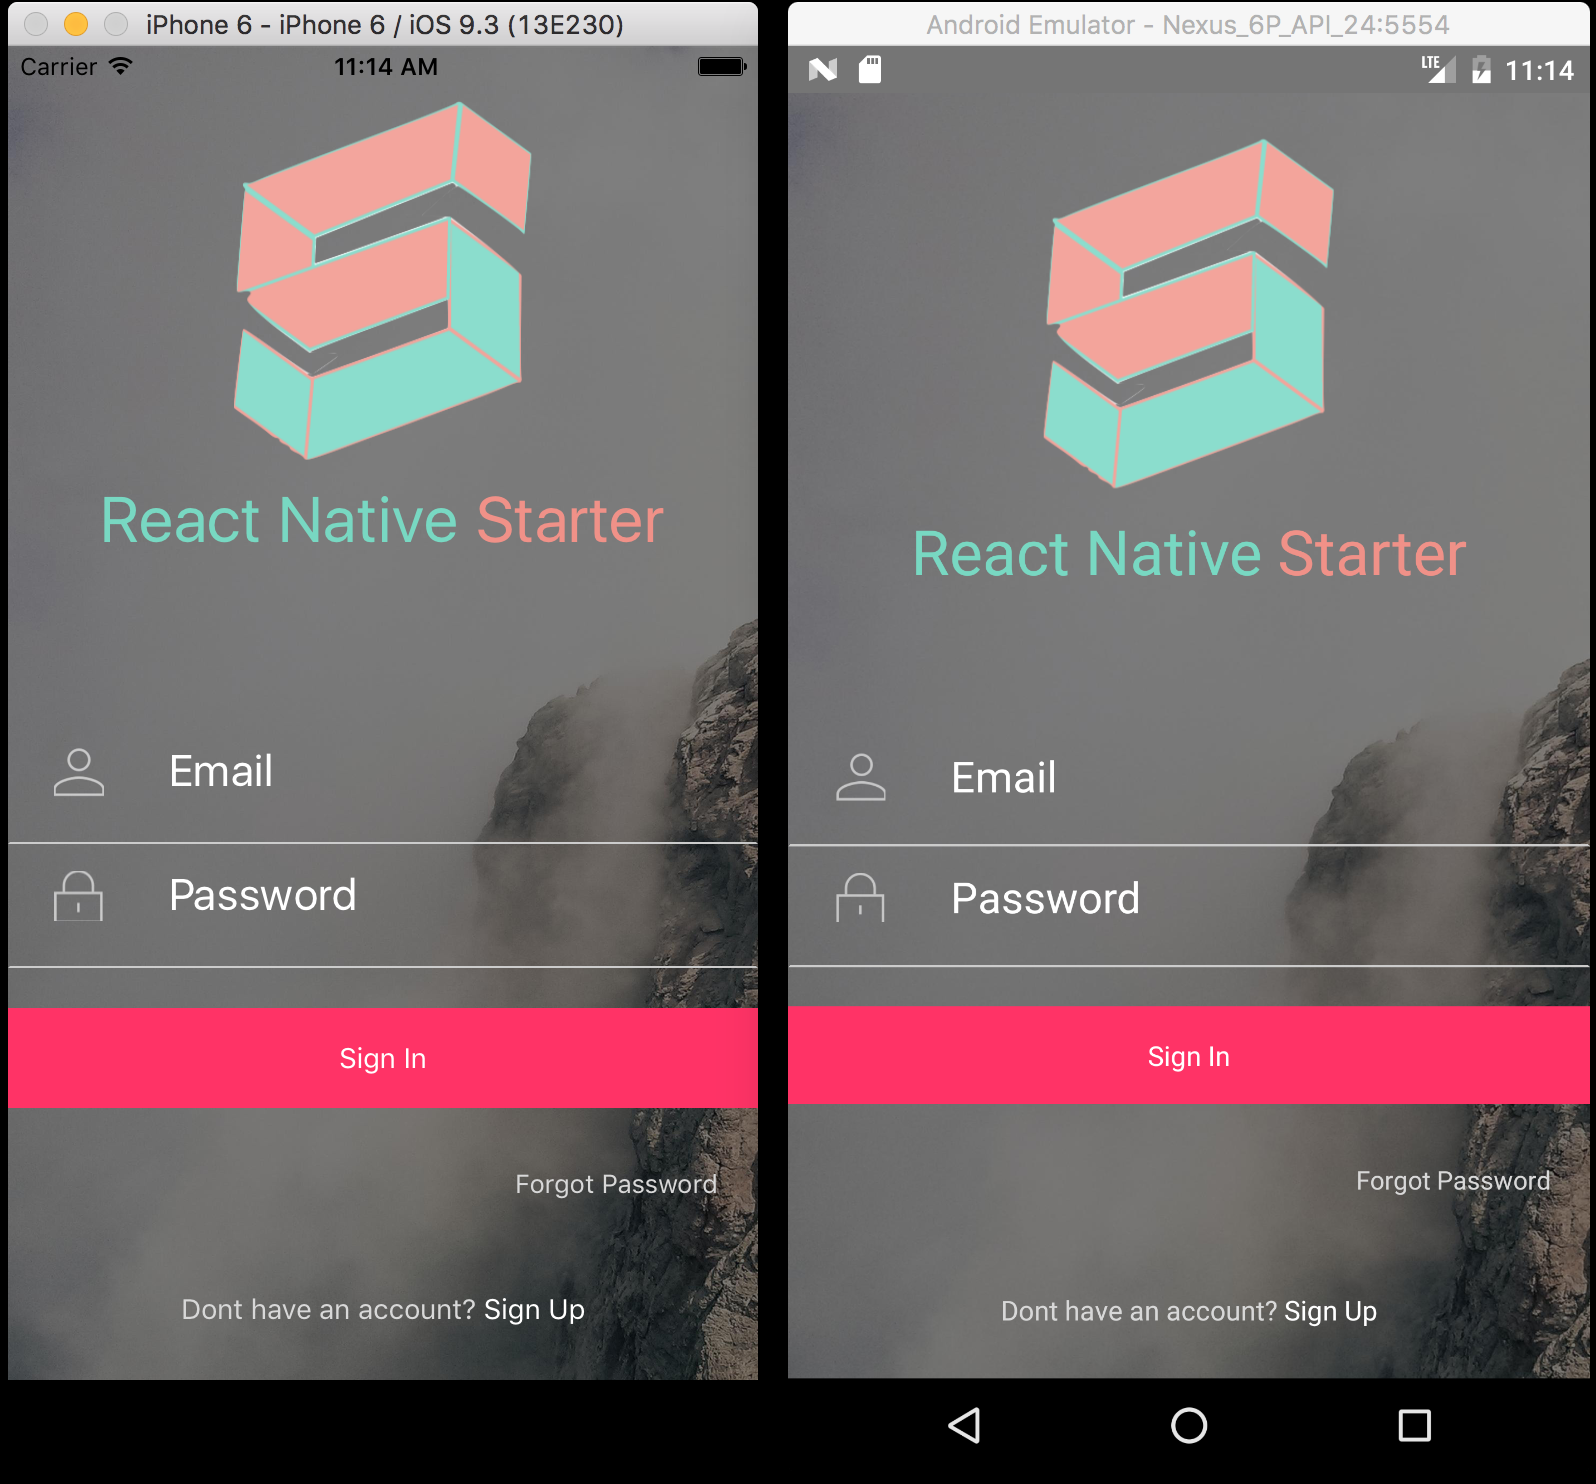 iPhone 6 - iPhone 6 / iOS 9.3 (13E230)
Carrier 11:14 AM
React Native Starter
Email
Password
Sign In
Forgot Password
Dont have an account? Sign Up
Android Emulator - Nexus_6P_API_24:5554
LTE 11:14
React Native Starter
Email
Password
Sign In
Forgot Password
Dont have an account? Sign Up